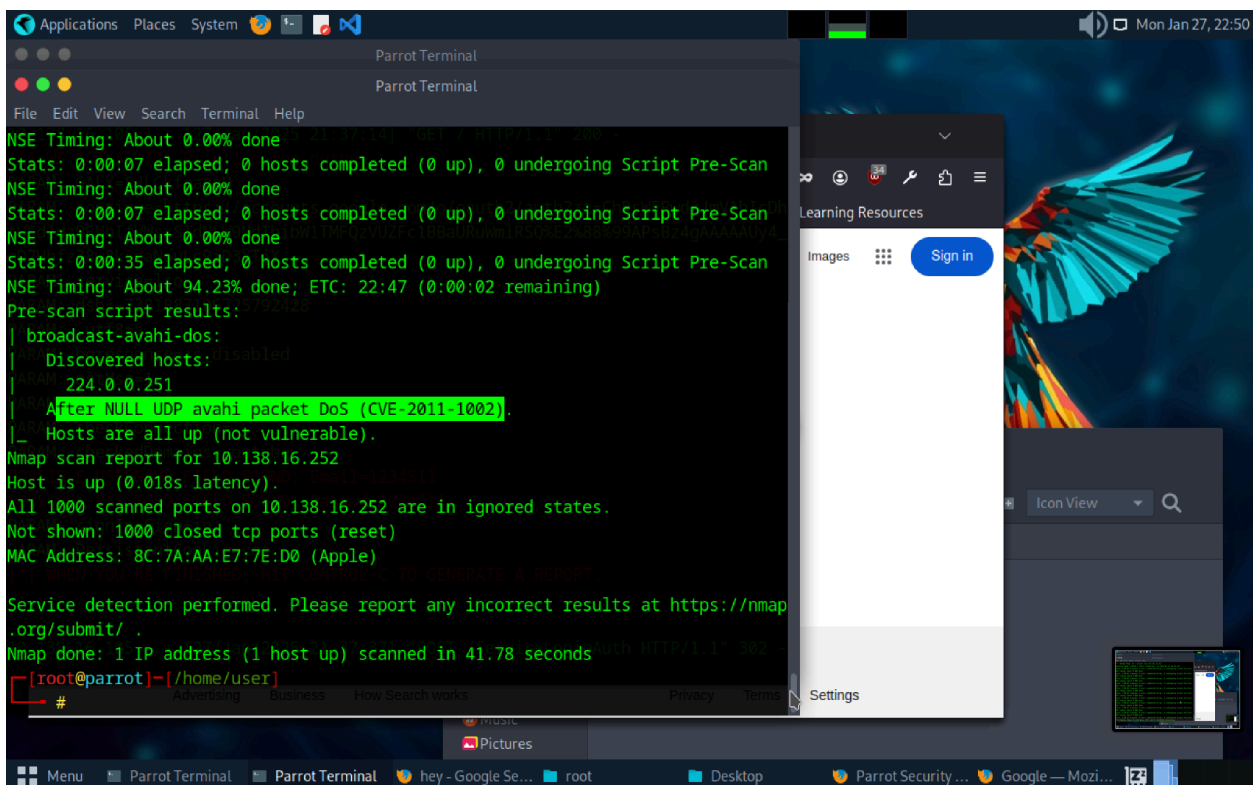 Applications Places System Mon Jan 27, 22:50
Parrot Terminal
Parrot Terminal
File Edit View Search Terminal Help
NSE Timing: About 0.00% done
Stats: 0:00:07 elapsed; 0 hosts completed (0 up), 0 undergoing Script Pre-Scan
NSE Timing: About 0.00% done
Stats: 0:00:07 elapsed; 0 hosts completed (0 up), 0 undergoing Script Pre-Scan
NSE Timing: About 0.00% done
Stats: 0:00:35 elapsed; 0 hosts completed (0 up), 0 undergoing Script Pre-Scan
NSE Timing: About 94.23% done; ETC: 22:47 (0:00:02 remaining)
Pre-scan script results:
| broadcast-avahi-dos:
|   Discovered hosts:
|     224.0.0.251
|   After NULL UDP avahi packet DoS (CVE-2011-1002).
|_  Hosts are all up (not vulnerable).
Nmap scan report for 10.138.16.252
Host is up (0.018s latency).
All 1000 scanned ports on 10.138.16.252 are in ignored states.
Not shown: 1000 closed tcp ports (reset)
MAC Address: 8C:7A:AA:E7:7E:D0 (Apple)
Service detection performed. Please report any incorrect results at https://nmap
.org/submit/ .
Nmap done: 1 IP address (1 host up) scanned in 41.78 seconds
[root@parrot]-[/home/user]
#
Advertising Business How Search works Privacy Terms Settings
34
Learning Resources
Images Sign in
Icon View
Music
Pictures
Menu Parrot Terminal Parrot Terminal hey - Google Se... root Desktop Parrot Security ... Google — Mozi...